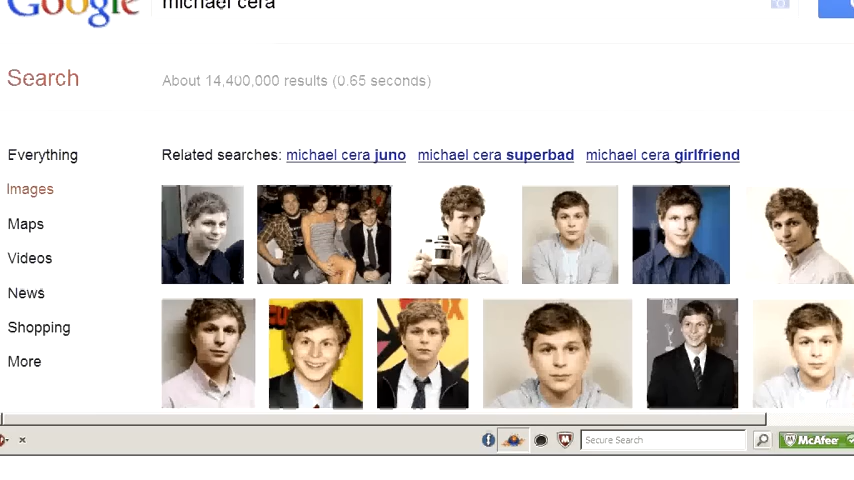 Google michael cera
Search
About 14,400,000 results (0.65 seconds)
Everything
Related searches: michael cera juno michael cera superbad michael cera girlfriend
Images
Maps
Videos
News
Shopping
More
Secure Search
McAfee